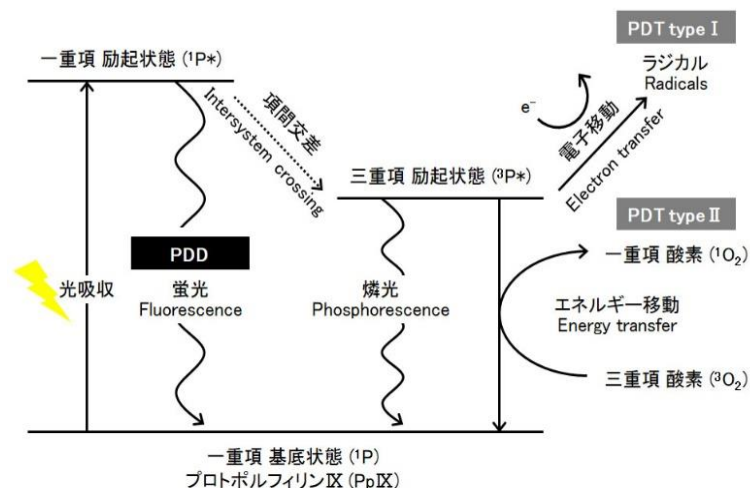 PDT type Ⅰ
一重項 励起状態 (¹P*)
ラジカル
Radicals
項間交差
Intersystem crossing
e⁻
電子移動
Electron transfer
三重項 励起状態 (³P*)
PDT type Ⅱ
一重項 酸素 (¹O₂)
PDD
光吸収
蛍光
Fluorescence
燐光
Phosphorescence
エネルギー移動
Energy transfer
三重項 酸素 (³O₂)
一重項 基底状態 (¹P)
プロトポルフィリンⅨ (PpⅨ)